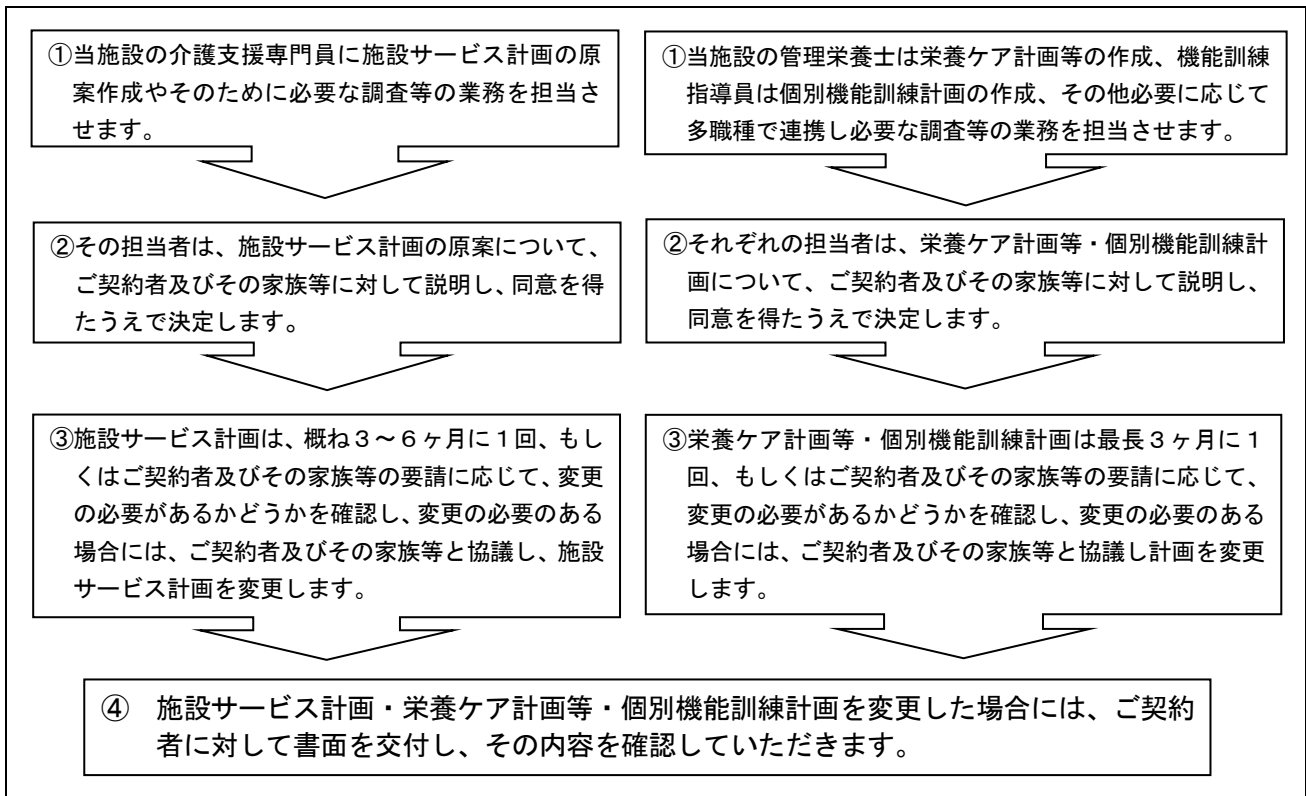 ①当施設の介護支援専門員に施設サービス計画の原
案作成やそのために必要な調査等の業務を担当さ
せます。
②その担当者は、施設サービス計画の原案について、
ご契約者及びその家族等に対して説明し、同意を得
たうえで決定します。
③施設サービス計画は、概ね3~6ヶ月に1回、もし
くはご契約者及びその家族等の要請に応じて、変更
の必要があるかどうかを確認し、変更の必要のある
場合には、ご契約者及びその家族等と協議し、施設
サービス計画を変更します。
①当施設の管理栄養士は栄養ケア計画等の作成、機能訓練
指導員は個別機能訓練計画の作成、その他必要に応じて
多職種で連携し必要な調査等の業務を担当させます。
②それぞれの担当者は、栄養ケア計画等・個別機能訓練計
画について、ご契約者及びその家族等に対して説明し、
同意を得たうえで決定します。
③栄養ケア計画等・個別機能訓練計画は最長3ヶ月に1
回、もしくはご契約者及びその家族等の要請に応じて、
変更の必要があるかどうかを確認し、変更の必要のある
場合には、ご契約者及びその家族等と協議し計画を変更
します。
④ 施設サービス計画・栄養ケア計画等・個別機能訓練計画を変更した場合には、ご契約
者に対して書面を交付し、その内容を確認していただきます。